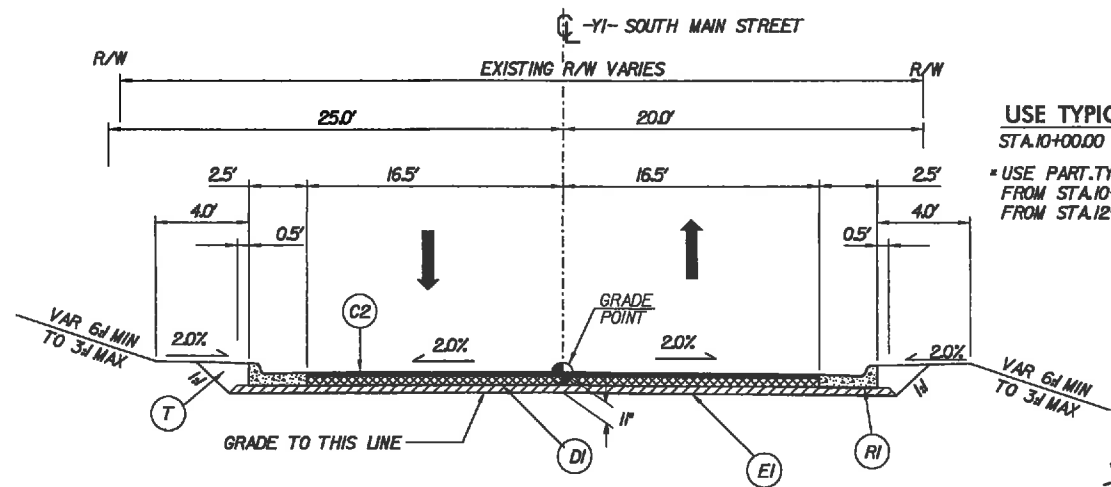 ℄ -Y1- SOUTH MAIN STREET
R/W
R/W
EXISTING R/W VARIES
25.0'
20.0'
USE TYPIC
STA.10+00.00
2.5'
16.5'
16.5'
2.5'
* USE PART.TY
FROM STA.10
FROM STA.12
4.0'
4.0'
0.5'
0.5'
GRADE
POINT
C2
VAR 6:1 MIN
TO 3:1 MAX
2.0%
2.0%
2.0%
2.0%
VAR 6:1 MIN
TO 3:1 MAX
1:1
1:1
T
GRADE TO THIS LINE
11"
D1
E1
R1